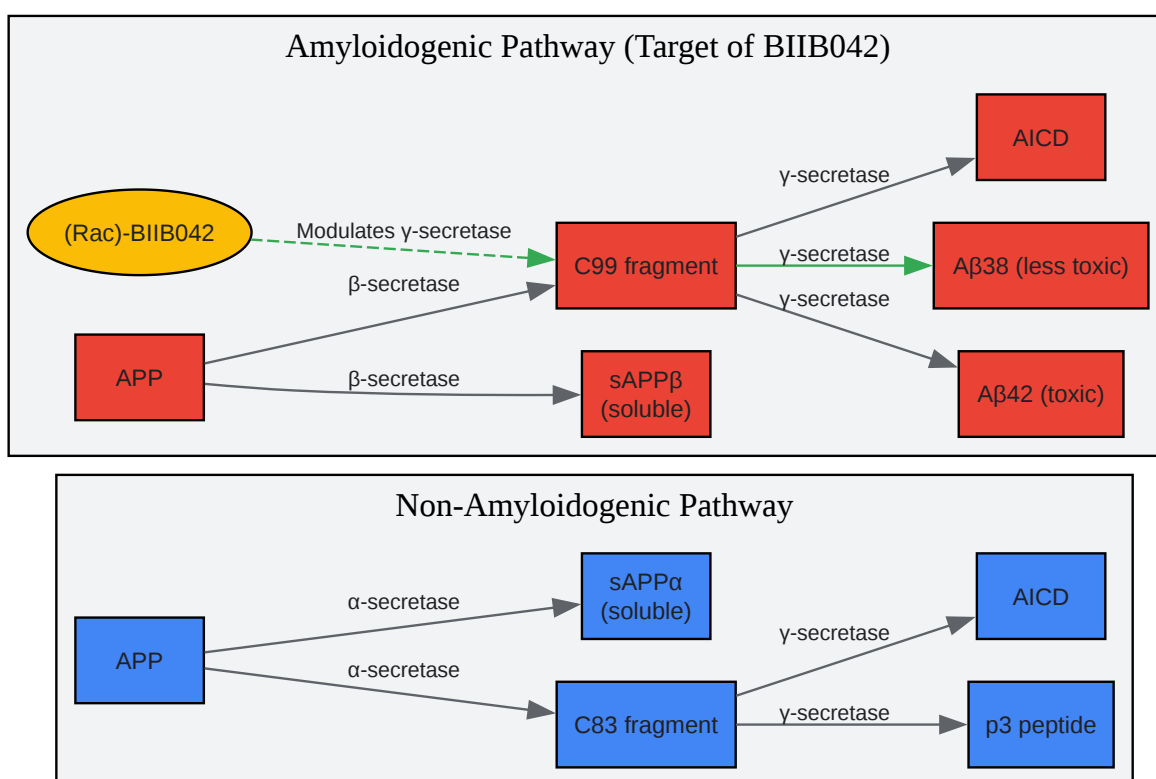 Amyloidogenic Pathway (Target of BIIB042)
AICD
γ-secretase
(Rac)-BIIB042
Modulates γ-secretase
C99 fragment
γ-secretase
Aβ38 (less toxic)
β-secretase
γ-secretase
APP
β-secretase
sAPPβ
(soluble)
Aβ42 (toxic)
Non-Amyloidogenic Pathway
sAPPα
(soluble)
AICD
α-secretase
γ-secretase
APP
α-secretase
C83 fragment
γ-secretase
p3 peptide